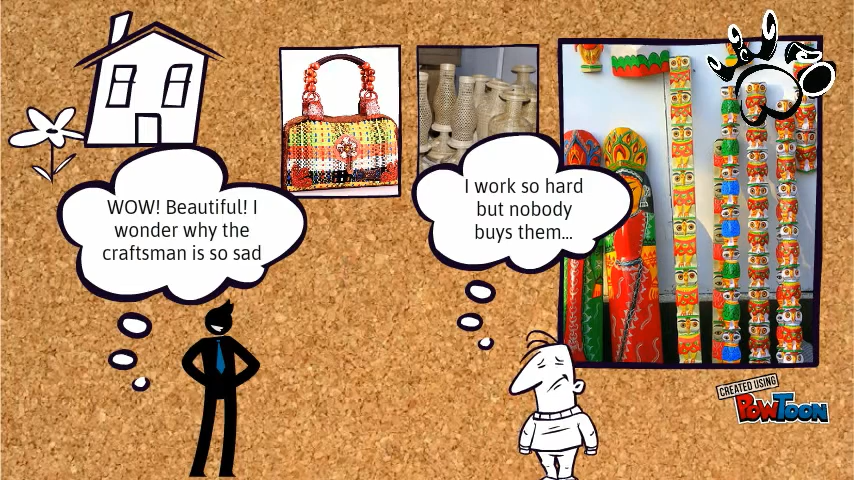 WOW! Beautiful! I
wonder why the
craftsman is so sad
I work so hard
but nobody
buys them...
CREATED USING
POWTOON